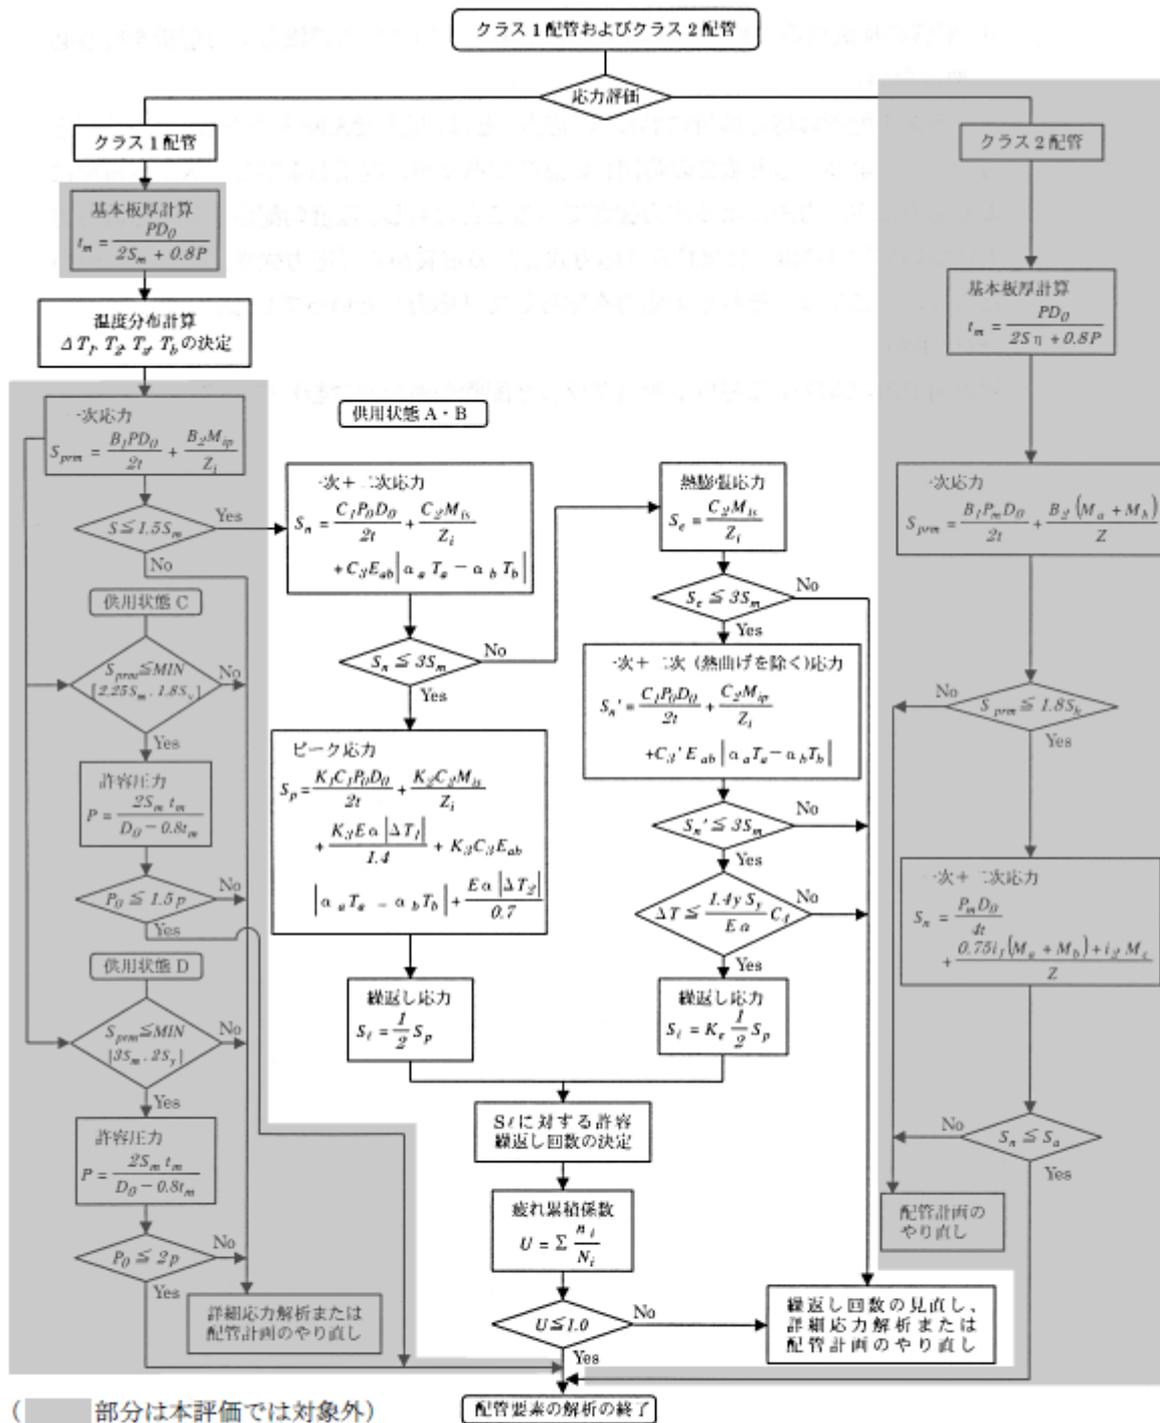 クラス1配管およびクラス2配管
応力評価
クラス1配管
基本板厚計算
t_m = PD_0 / (2S_m + 0.8P)
温度分布計算
ΔT_1, T_2, T_a, T_b の決定
一次応力
S_prm = B_1PD_0 / 2t + B_2M_ip / Z_i
S≦1.5S_m
Yes
No
供用状態 C
S_prm≦MIN
[2.25S_m . 1.8S_y]
No
Yes
許容圧力
P = 2S_m t_m / (D_0 − 0.8t_m)
P_0 ≦ 1.5p
No
Yes
供用状態 D
S_prm≦MIN
[3S_m . 2S_y]
No
Yes
許容圧力
P = 2S_m t_m / (D_0 − 0.8t_m)
P_0 ≦ 2p
No
Yes
詳細応力解析または
配管計画のやり直し
供用状態 A・B
一次+二次応力
S_n = C_1P_0D_0 / 2t + C_2M_is / Z_i
+ C_3E_ab|α_a T_a − α_b T_b|
S_n ≦ 3S_m
No
Yes
ピーク応力
S_p = K_1C_1P_0D_0 / 2t + K_2C_2M_is / Z_i
+ K_3Eα|ΔT_1| / 1.4 + K_3C_3E_ab
|α_a T_a − α_b T_b| + Eα|ΔT_2| / 0.7
繰返し応力
S_ℓ = 1/2 S_p
熱膨張応力
S_e = C_2M_is / Z_i
S_e ≦ 3S_m
No
Yes
一次+二次(熱曲げを除く)応力
S_n' = C_1P_0D_0 / 2t + C_2M_ip / Z_i
+C_3'E_ab|α_aT_a−α_bT_b|
S_n'≦3S_m
No
Yes
ΔT≦ 1.4y S_y / Eα C_4
No
Yes
繰返し応力
S_ℓ = K_e 1/2 S_p
Sℓに対する許容
繰返し回数の決定
疲れ累積係数
U = Σ n_i / N_i
U≦1.0
No
Yes
繰返し回数の見直し、
詳細応力解析または
配管計画のやり直し
配管要素の解析の終了
クラス2配管
基本板厚計算
t_m = PD_0 / (2Sη + 0.8P)
一次応力
S_prm = B_1P_mD_0 / 2t + B_2(M_a + M_b) / Z
S_prm ≦ 1.8S_h
No
Yes
一次+二次応力
S_n = P_mD_0 / 4t
+ 0.75i_1(M_a + M_b)+i_2M_c / Z
S_n ≦ S_a
No
Yes
配管計画の
やり直し
( 部分は本評価では対象外)